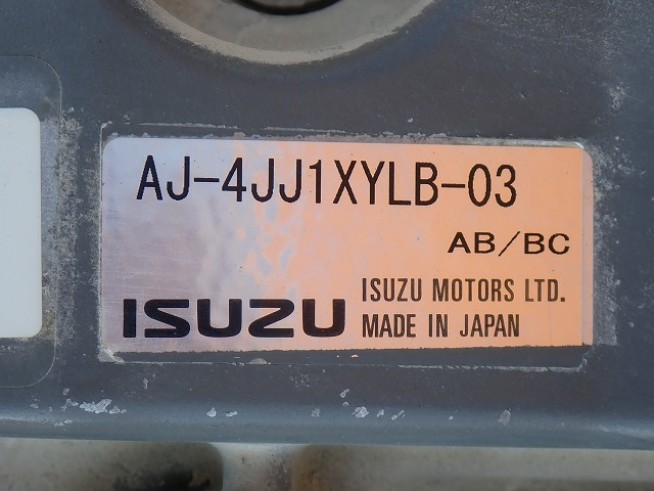 AJ-4JJ1XYLB-03
AB/BC
ISUZU
ISUZU MOTORS LTD.
MADE IN JAPAN